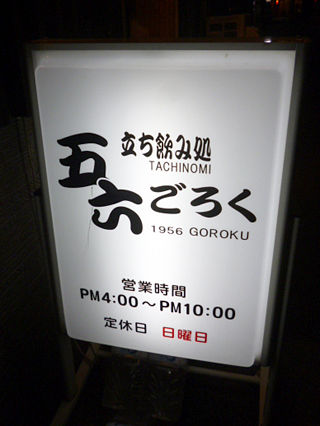 立ち飲み処
TACHINOMI
五六ごろく
1956 GOROKU
営業時間
PM4:00～PM10:00
定休日 日曜日